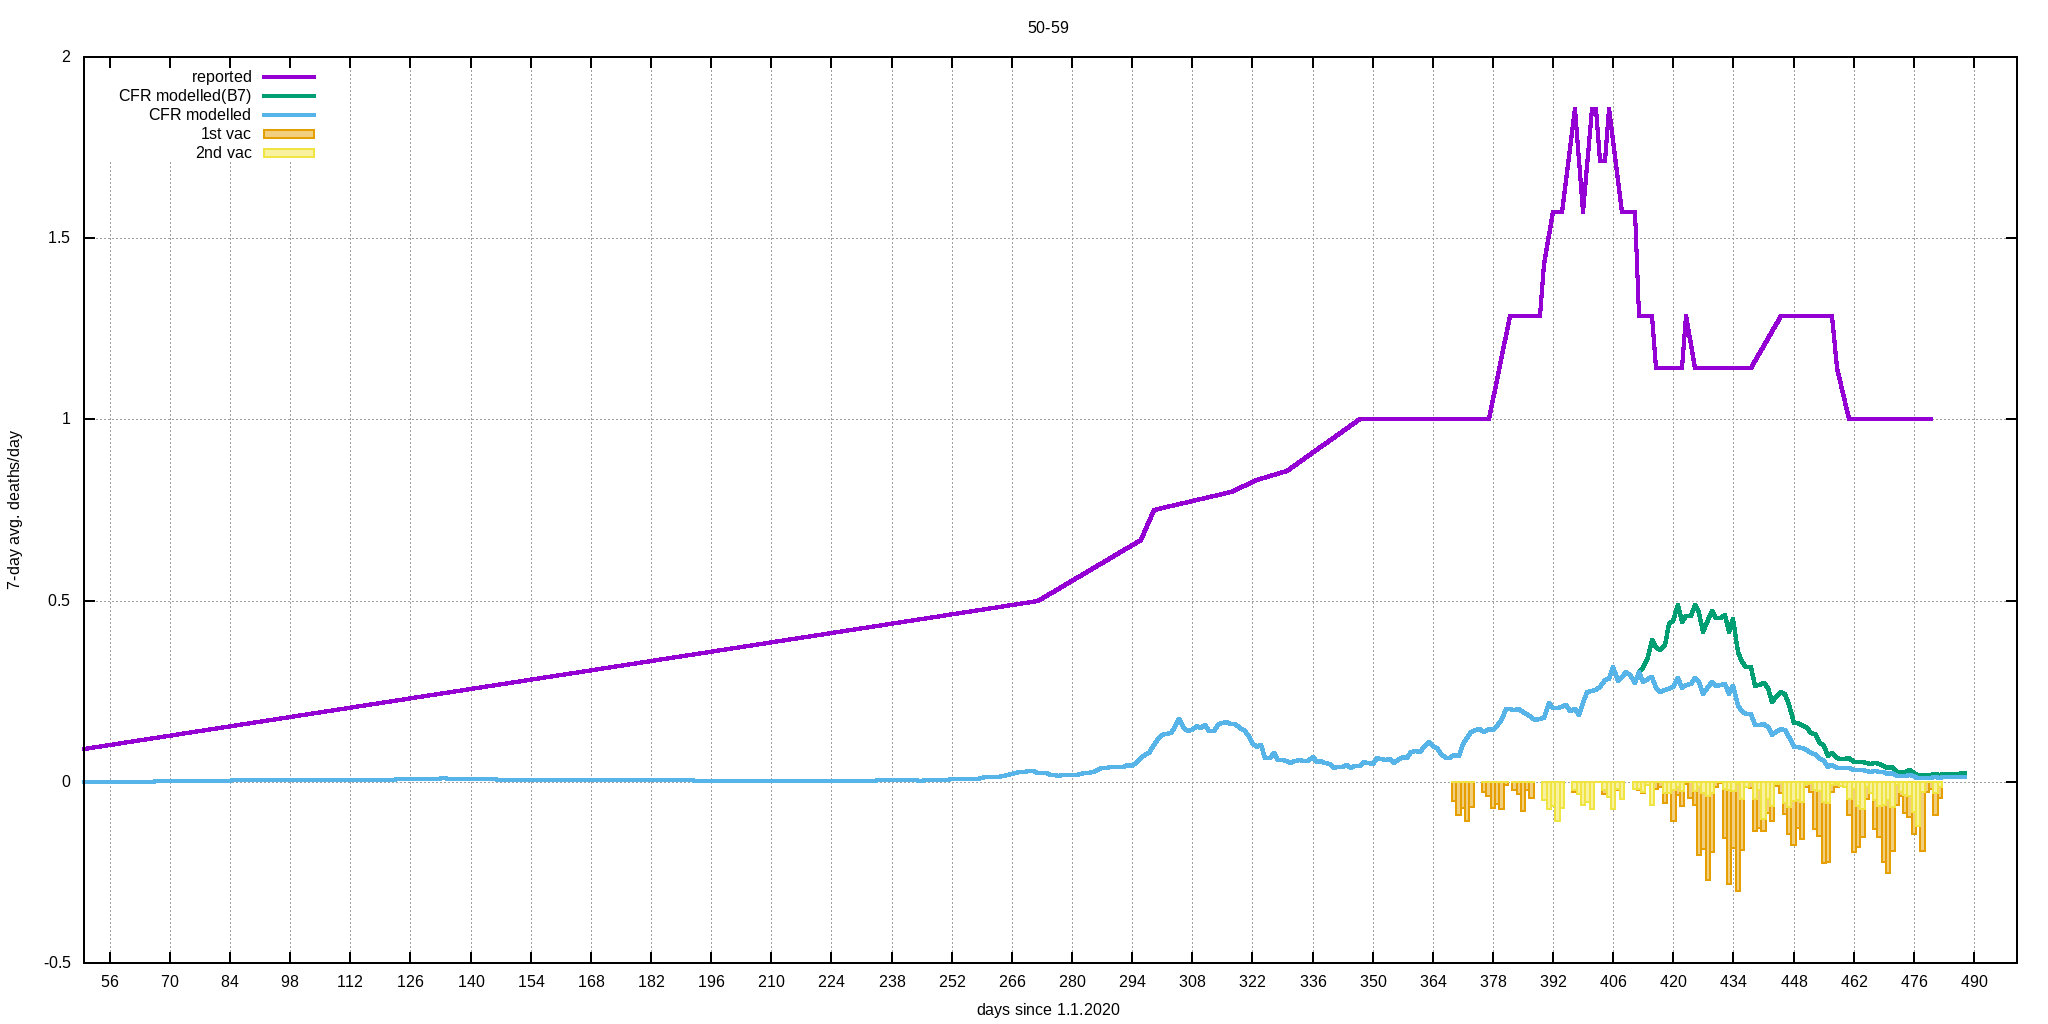 50-59
2
reported
CFR modelled(B7)
CFR modelled
1st vac
2nd vac
1.5
1
0.5
0
-0.5
7-day avg. deaths/day
56 70 84 98 112 126 140 154 168 182 196 210 224 238 252 266 280 294 308 322 336 350 364 378 392 406 420 434 448 462 476 490
days since 1.1.2020